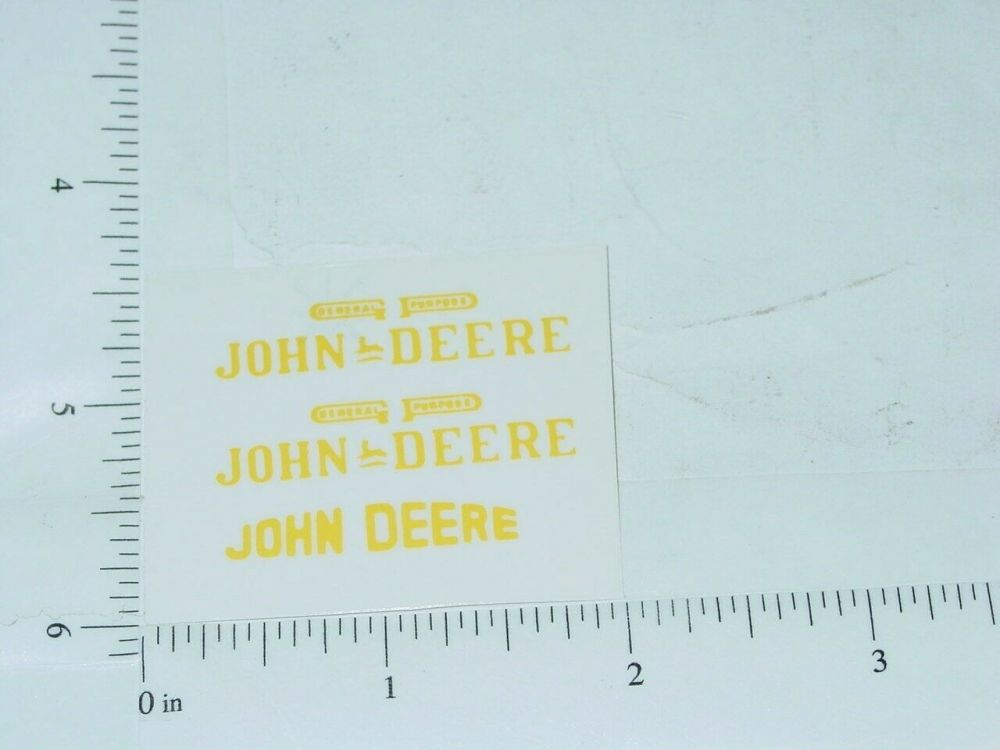 4
GENERAL PURPOSE
JOHN DEERE
5
GENERAL PURPOSE
JOHN DEERE
JOHN DEERE
6
0 in 1 2 3